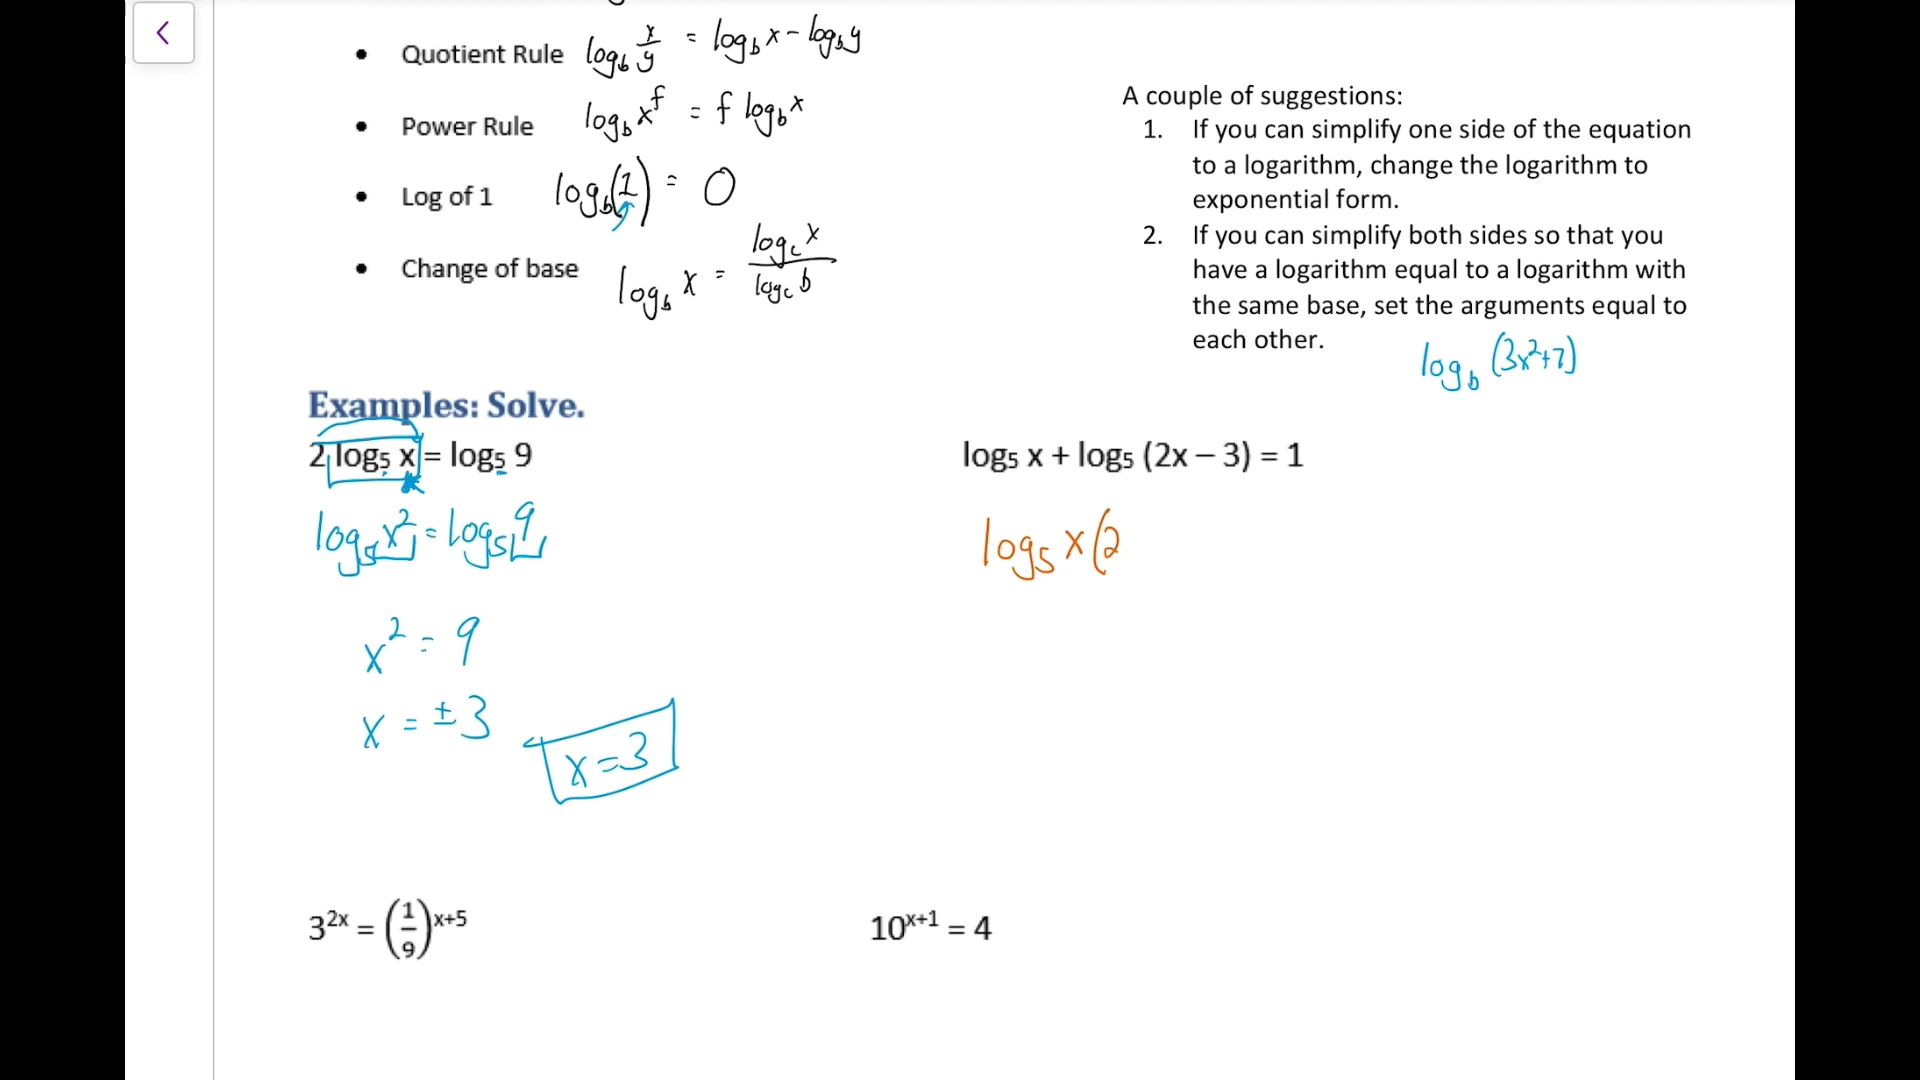 • Quotient Rule log_b x/y = log_b x - log_b y
• Power Rule log_b x^f = f log_b x
• Log of 1 log_b(1) = 0
• Change of base log_b x = log_c x / log_c b
A couple of suggestions:
1. If you can simplify one side of the equation
to a logarithm, change the logarithm to
exponential form.
2. If you can simplify both sides so that you
have a logarithm equal to a logarithm with
the same base, set the arguments equal to
each other.
log_b (3x²+7)
Examples: Solve.
2 log₅ x = log₅ 9
log₅ x² = log₅ 9
x² = 9
x = ±3
x = 3
log₅ x + log₅ (2x – 3) = 1
log₅ x(2
3^(2x) = (1/9)^(x+5)
10^(x+1) = 4